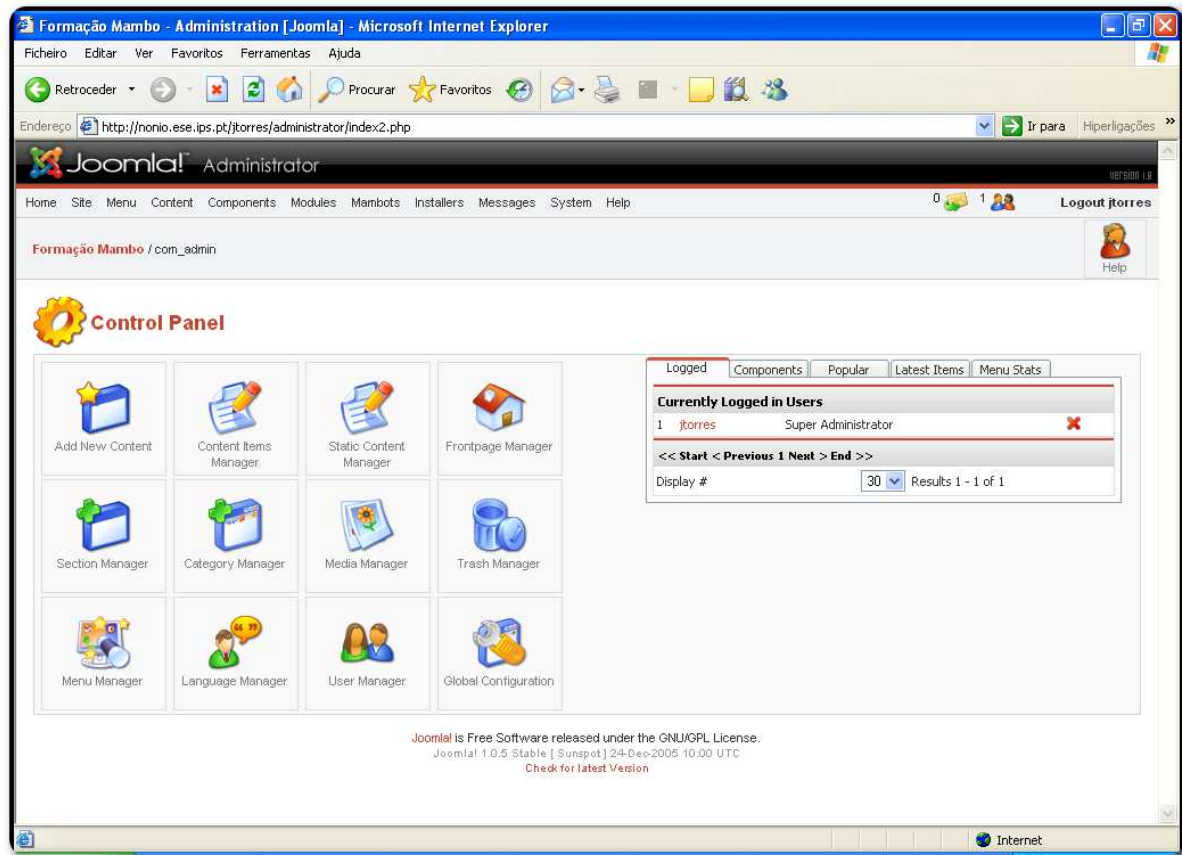 Formação Mambo - Administration [Joomla] - Microsoft Internet Explorer
Ficheiro Editar Ver Favoritos Ferramentas Ajuda
Retroceder Procurar Favoritos
Endereço http://nonio.ese.ips.pt/jtorres/administrator/index2.php Ir para Hiperligações »
Joomla! Administrator
Version 1.0
Home Site Menu Content Components Modules Mambots Installers Messages System Help 0 1 Logout jtorres
Formação Mambo / com_admin
Help
Control Panel
Logged Components Popular Latest Items Menu Stats
Currently Logged in Users
1 jtorres Super Administrator
<< Start < Previous 1 Next > End >>
Display # 30 Results 1 - 1 of 1
Add New Content
Content Items Manager
Static Content Manager
Frontpage Manager
Section Manager
Category Manager
Media Manager
Trash Manager
Menu Manager
Language Manager
User Manager
Global Configuration
Joomla! is Free Software released under the GNU/GPL License.
Joomla! 1.0.5 Stable [ Sunspot ] 24-Dec-2005 10:00 UTC
Check for latest Version
Internet